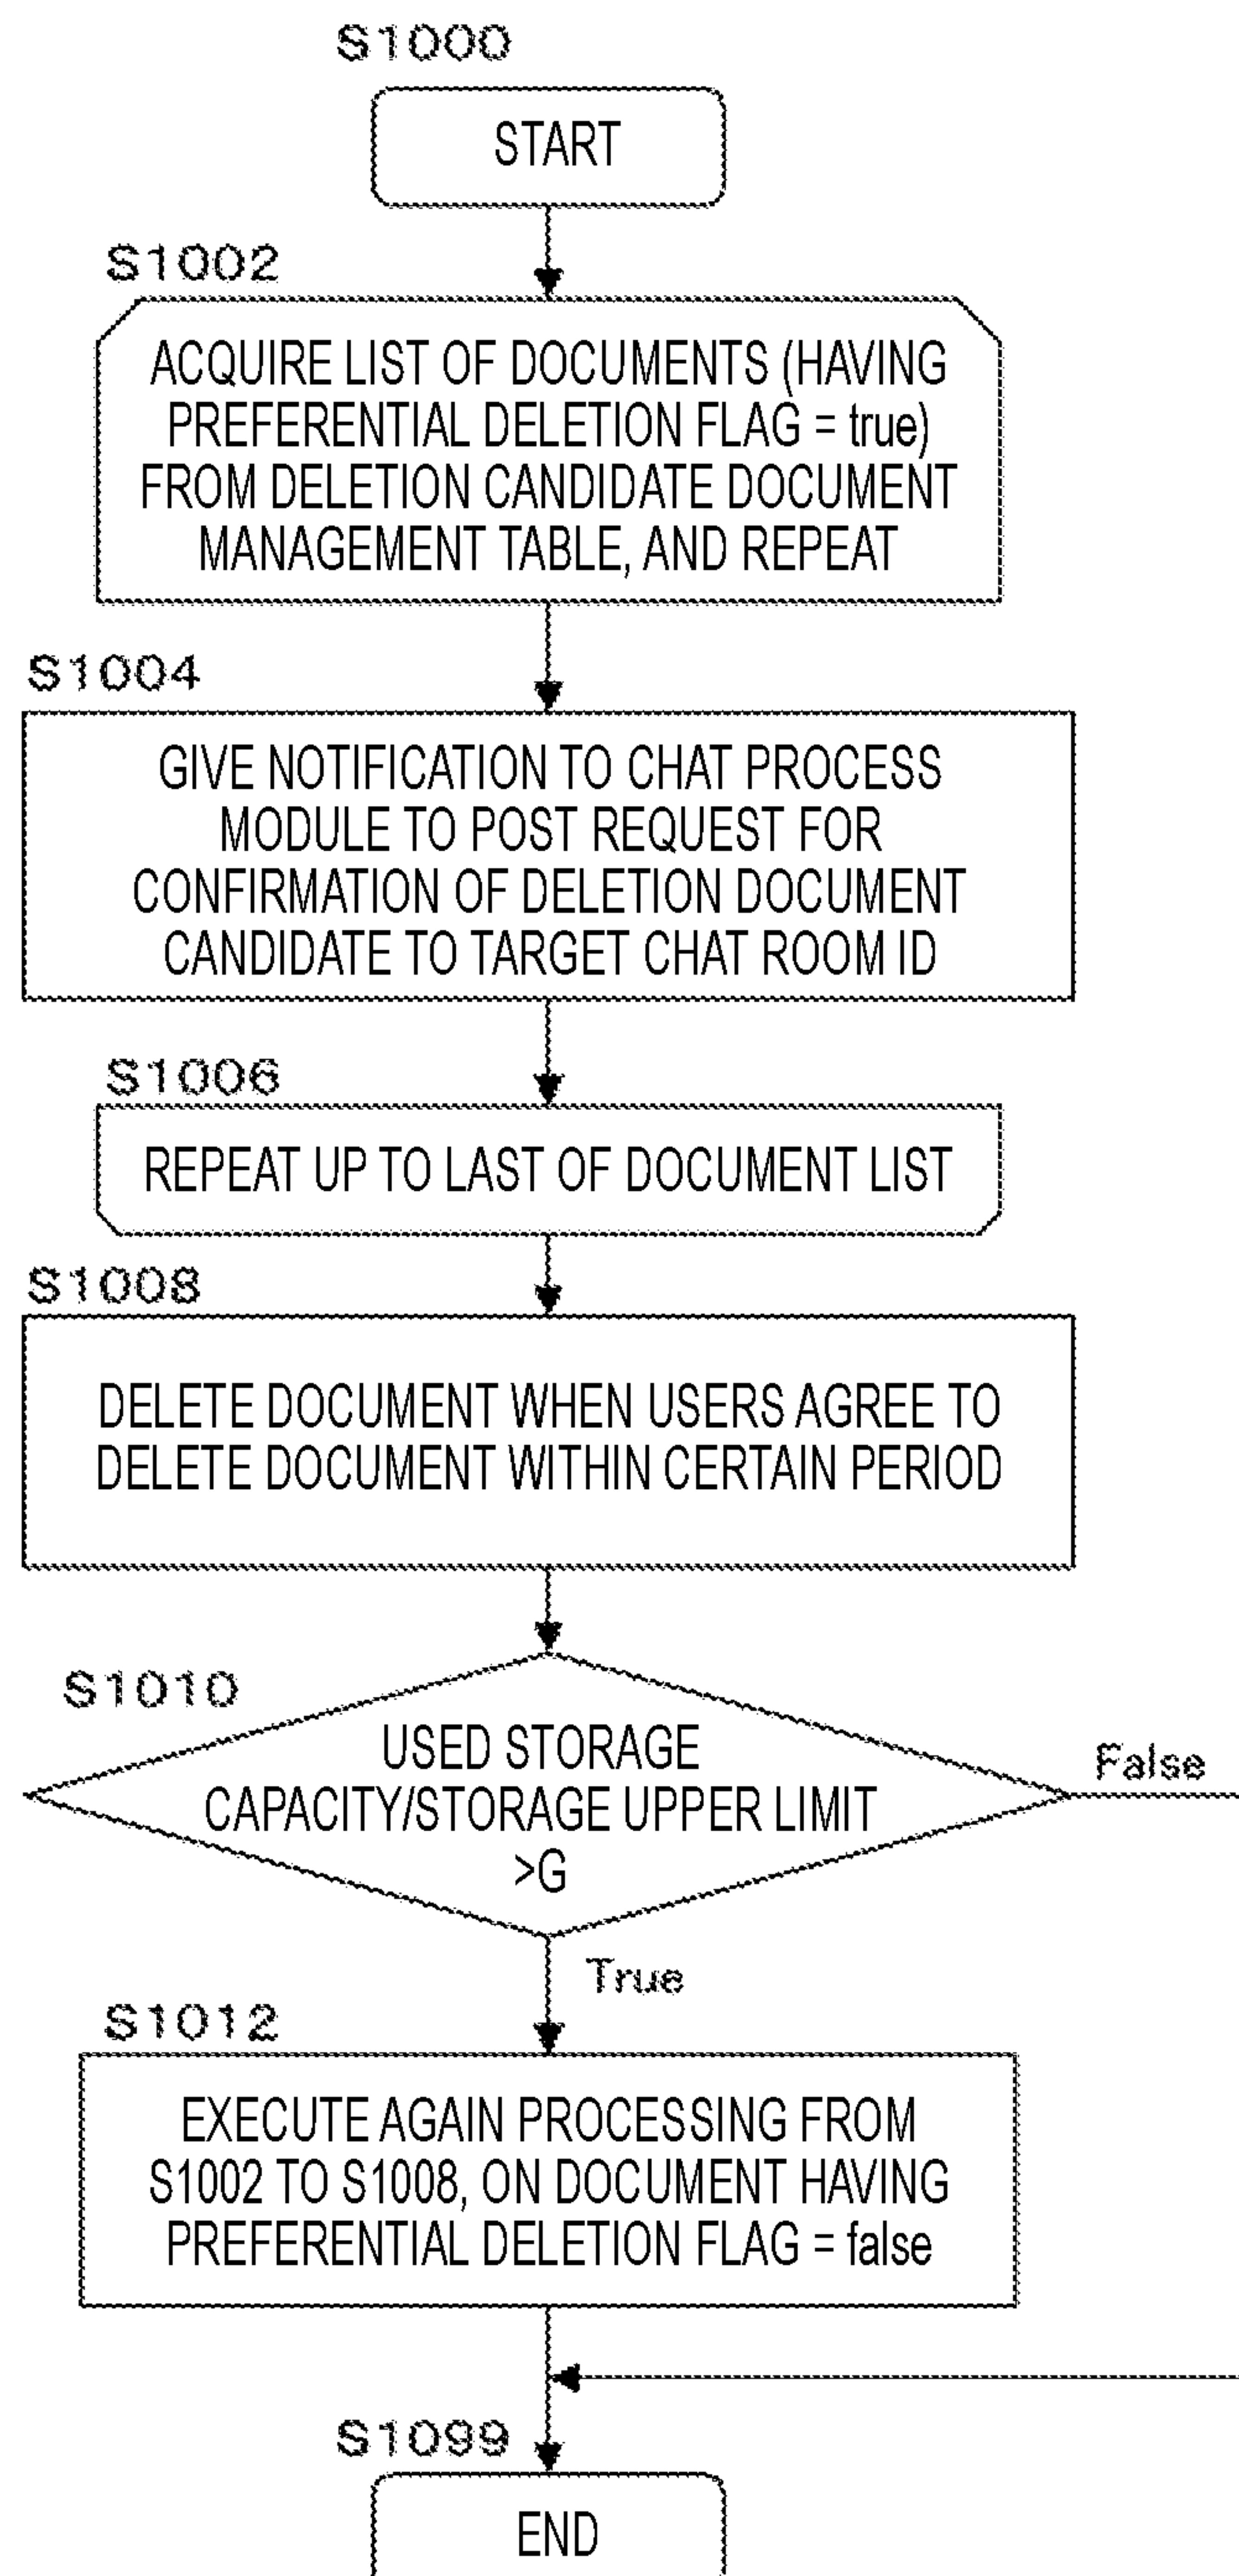 S1000
START
S1002
ACQUIRE LIST OF DOCUMENTS (HAVING
PREFERENTIAL DELETION FLAG = true)
FROM DELETION CANDIDATE DOCUMENT
MANAGEMENT TABLE, AND REPEAT
S1004
GIVE NOTIFICATION TO CHAT PROCESS
MODULE TO POST REQUEST FOR
CONFIRMATION OF DELETION DOCUMENT
CANDIDATE TO TARGET CHAT ROOM ID
S1006
REPEAT UP TO LAST OF DOCUMENT LIST
S1008
DELETE DOCUMENT WHEN USERS AGREE TO
DELETE DOCUMENT WITHIN CERTAIN PERIOD
S1010
USED STORAGE
CAPACITY/STORAGE UPPER LIMIT
>G
False
True
S1012
EXECUTE AGAIN PROCESSING FROM
S1002 TO S1008, ON DOCUMENT HAVING
PREFERENTIAL DELETION FLAG = false
S1099
END